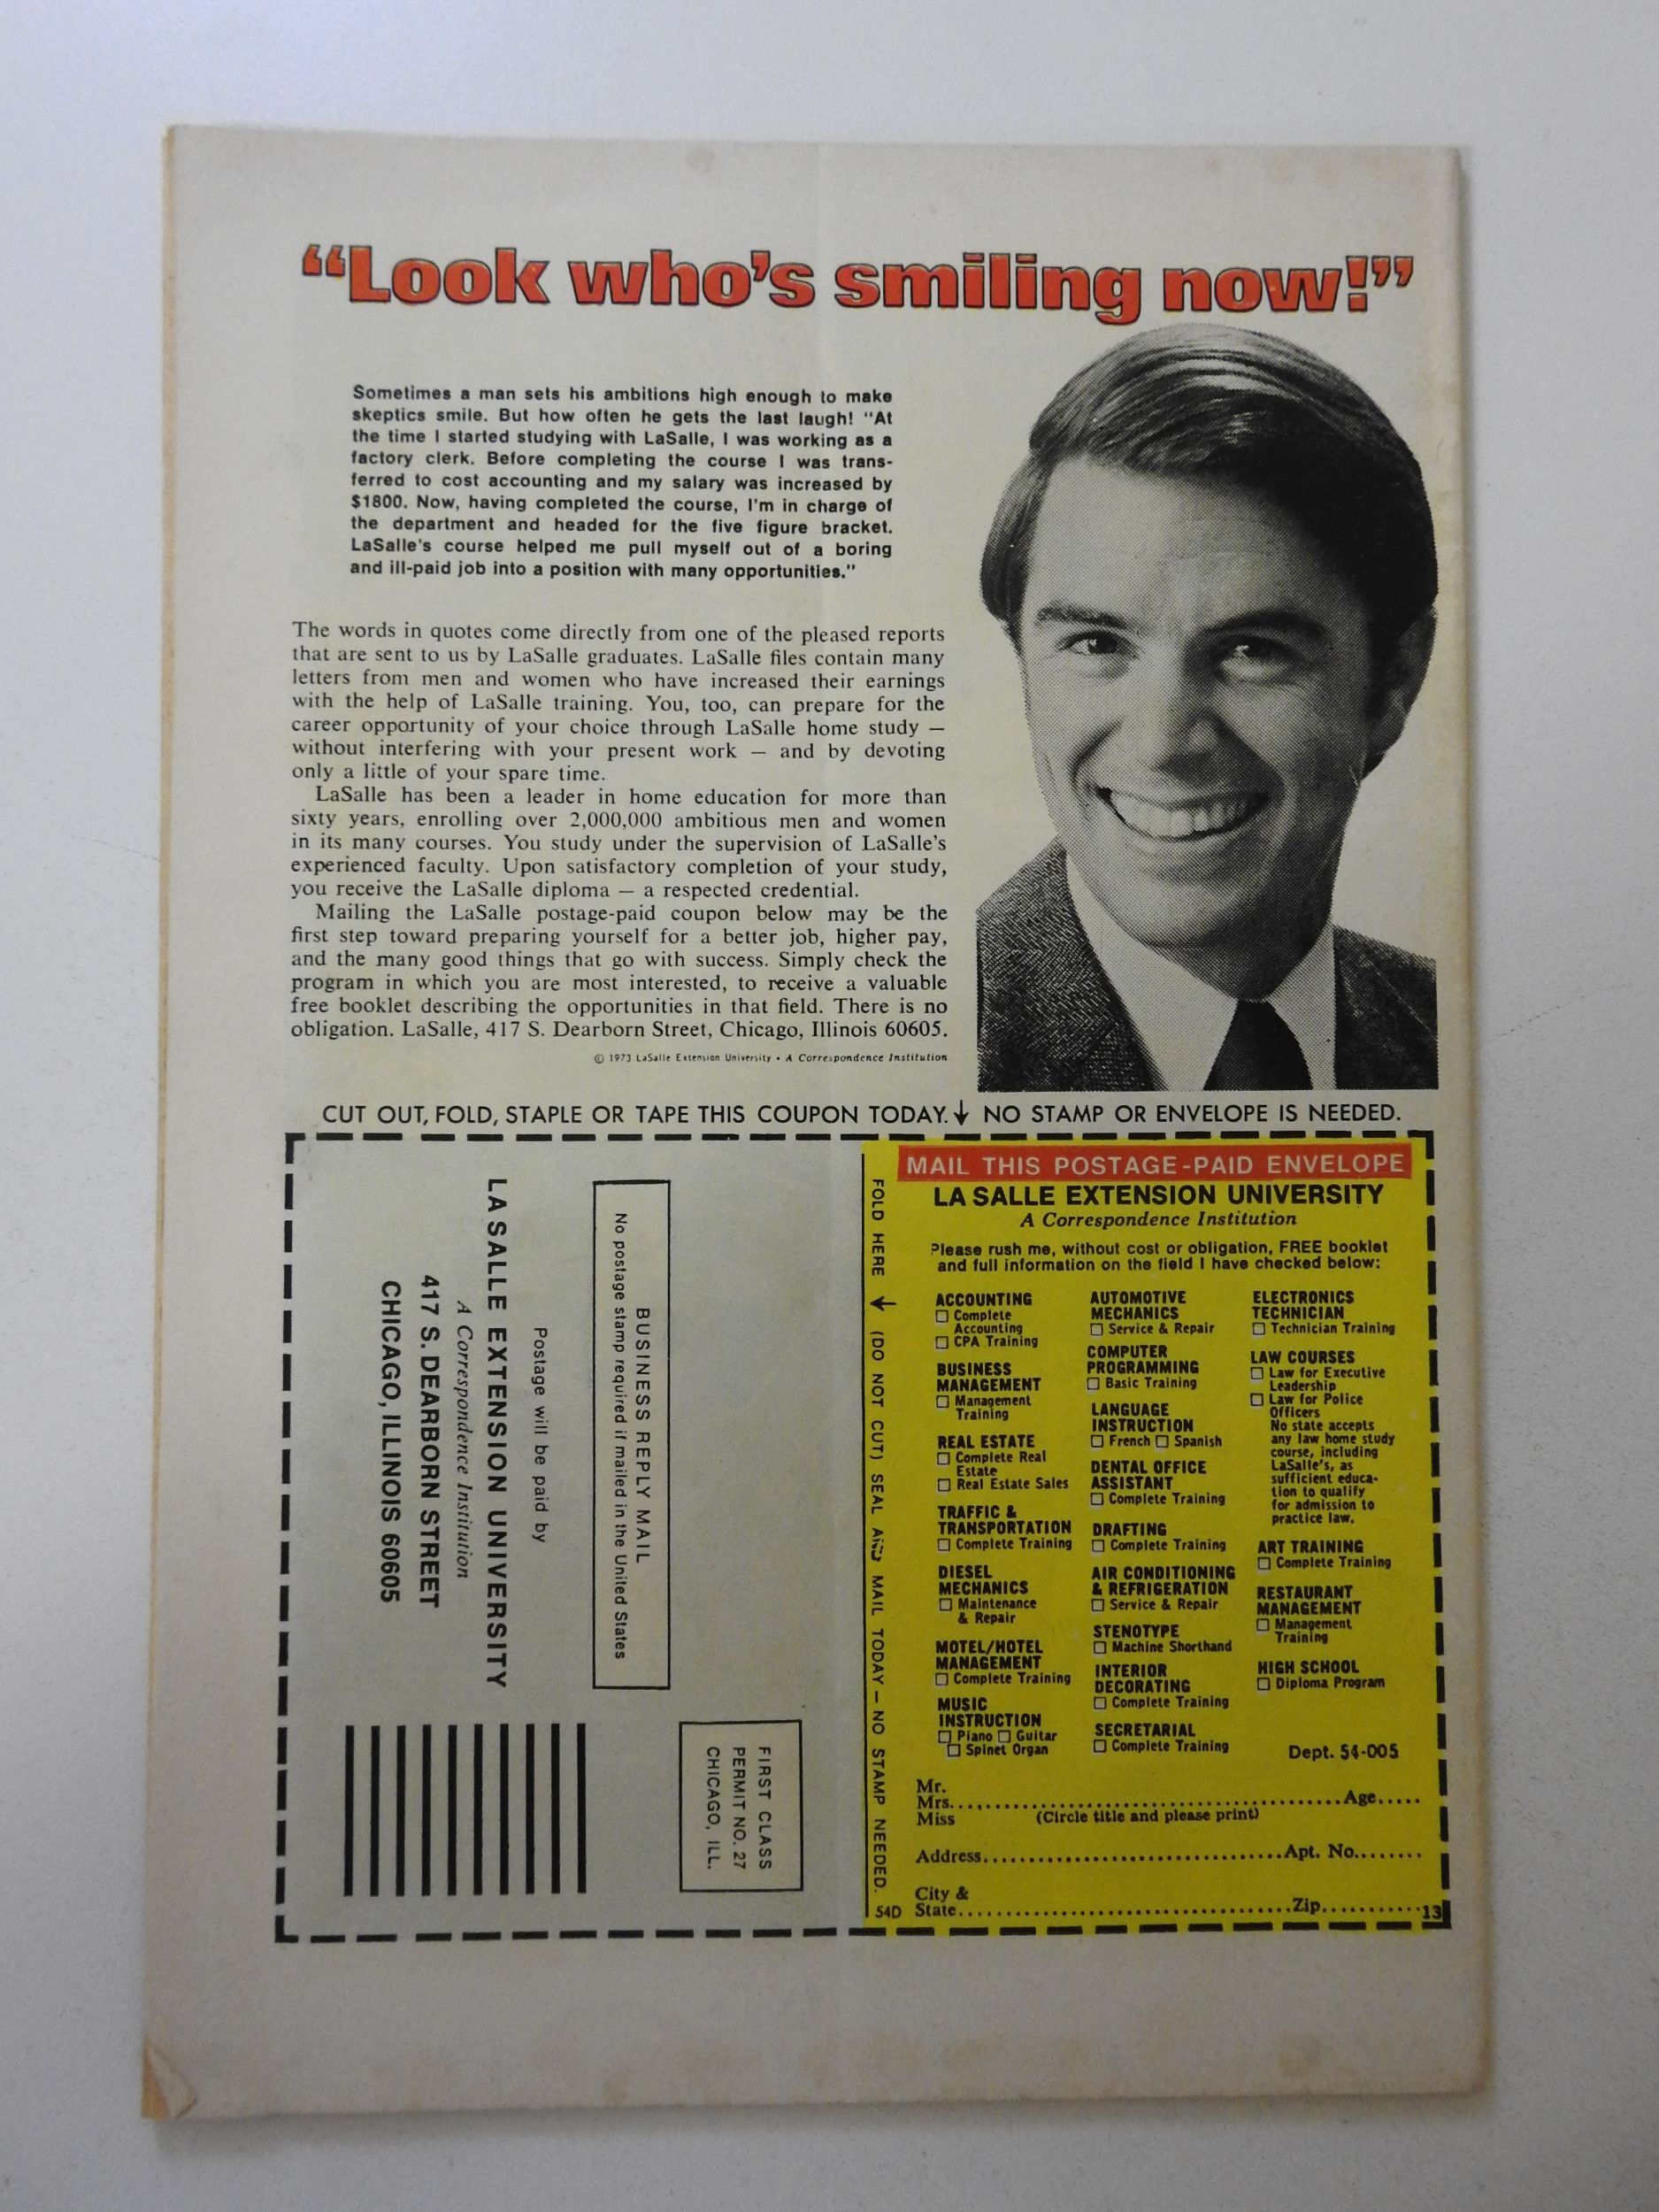 “Look who’s smiling now!”
Sometimes a man sets his ambitions high enough to make
skeptics smile. But how often he gets the last laugh! “At
the time I started studying with LaSalle, I was working as a
factory clerk. Before completing the course I was trans-
ferred to cost accounting and my salary was increased by
$1800. Now, having completed the course, I’m in charge of
the department and headed for the five figure bracket.
LaSalle’s course helped me pull myself out of a boring
and ill-paid job into a position with many opportunities.”
The words in quotes come directly from one of the pleased reports
that are sent to us by LaSalle graduates. LaSalle files contain many
letters from men and women who have increased their earnings
with the help of LaSalle training. You, too, can prepare for the
career opportunity of your choice through LaSalle home study —
without interfering with your present work — and by devoting
only a little of your spare time.
LaSalle has been a leader in home education for more than
sixty years, enrolling over 2,000,000 ambitious men and women
in its many courses. You study under the supervision of LaSalle’s
experienced faculty. Upon satisfactory completion of your study,
you receive the LaSalle diploma — a respected credential.
Mailing the LaSalle postage-paid coupon below may be the
first step toward preparing yourself for a better job, higher pay,
and the many good things that go with success. Simply check the
program in which you are most interested, to receive a valuable
free booklet describing the opportunities in that field. There is no
obligation. LaSalle, 417 S. Dearborn Street, Chicago, Illinois 60605.
© 1973 LaSalle Extension University • A Correspondence Institution
CUT OUT, FOLD, STAPLE OR TAPE THIS COUPON TODAY. ↓ NO STAMP OR ENVELOPE IS NEEDED.
FIRST CLASS
PERMIT NO. 27
CHICAGO, ILL.
BUSINESS REPLY MAIL
No postage stamp required if mailed in the United States
Postage will be paid by
LA SALLE EXTENSION UNIVERSITY
A Correspondence Institution
417 S. DEARBORN STREET
CHICAGO, ILLINOIS 60605
FOLD HERE (DO NOT CUT) SEAL AND MAIL TODAY — NO STAMP NEEDED.
54D
MAIL THIS POSTAGE-PAID ENVELOPE
LA SALLE EXTENSION UNIVERSITY
A Correspondence Institution
Please rush me, without cost or obligation, FREE booklet
and full information on the field I have checked below:
ACCOUNTING
☐ Complete
Accounting
☐ CPA Training
BUSINESS
MANAGEMENT
☐ Management
Training
REAL ESTATE
☐ Complete Real
Estate
☐ Real Estate Sales
TRAFFIC &
TRANSPORTATION
☐ Complete Training
DIESEL
MECHANICS
☐ Maintenance
& Repair
MOTEL/HOTEL
MANAGEMENT
☐ Complete Training
MUSIC
INSTRUCTION
☐ Piano ☐ Guitar
☐ Spinet Organ
AUTOMOTIVE
MECHANICS
☐ Service & Repair
COMPUTER
PROGRAMMING
☐ Basic Training
LANGUAGE
INSTRUCTION
☐ French ☐ Spanish
DENTAL OFFICE
ASSISTANT
☐ Complete Training
DRAFTING
☐ Complete Training
AIR CONDITIONING
& REFRIGERATION
☐ Service & Repair
STENOTYPE
☐ Machine Shorthand
INTERIOR
DECORATING
☐ Complete Training
SECRETARIAL
☐ Complete Training
ELECTRONICS
TECHNICIAN
☐ Technician Training
LAW COURSES
☐ Law for Executive
Leadership
☐ Law for Police
Officers
No state accepts
any law home study
course, including
LaSalle’s, as
sufficient educa-
tion to qualify
for admission to
practice law.
ART TRAINING
☐ Complete Training
RESTAURANT
MANAGEMENT
☐ Management
Training
HIGH SCHOOL
☐ Diploma Program
Dept. 54-005
Mr.
Mrs. Age
Miss (Circle title and please print)
Address Apt. No.
City &
State Zip 13